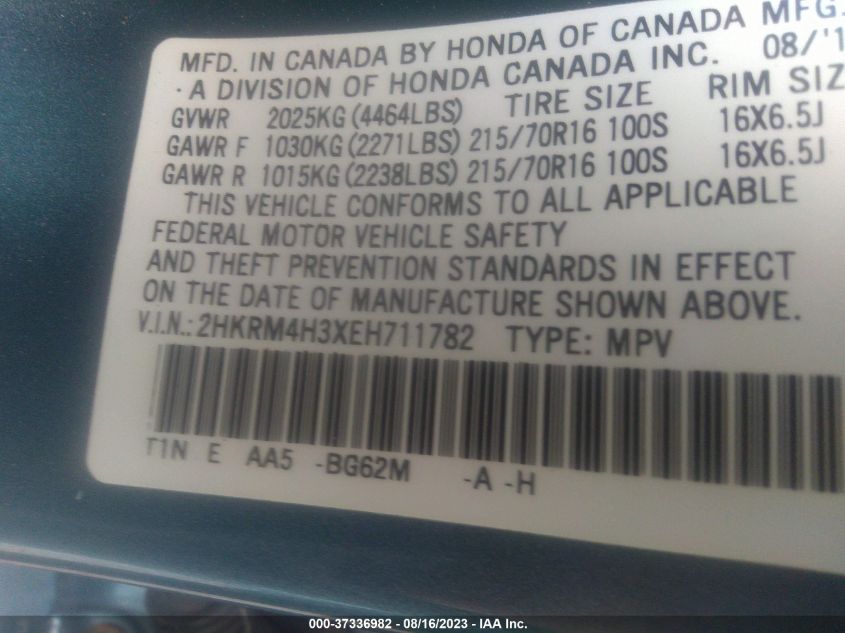 MFD. IN CANADA BY HONDA OF CANADA MFG.
· A DIVISION OF HONDA CANADA INC. 08/'1
GVWR 2025KG (4464LBS) TIRE SIZE RIM SIZ
GAWR F 1030KG (2271LBS) 215/70R16 100S 16X6.5J
GAWR R 1015KG (2238LBS) 215/70R16 100S 16X6.5J
THIS VEHICLE CONFORMS TO ALL APPLICABLE
FEDERAL MOTOR VEHICLE SAFETY
AND THEFT PREVENTION STANDARDS IN EFFECT
ON THE DATE OF MANUFACTURE SHOWN ABOVE.
V.I.N.: 2HKRM4H3XEH711782 TYPE: MPV
T1N E AA5 -BG62M -A -H
000-37336982 - 08/16/2023 - IAA Inc.